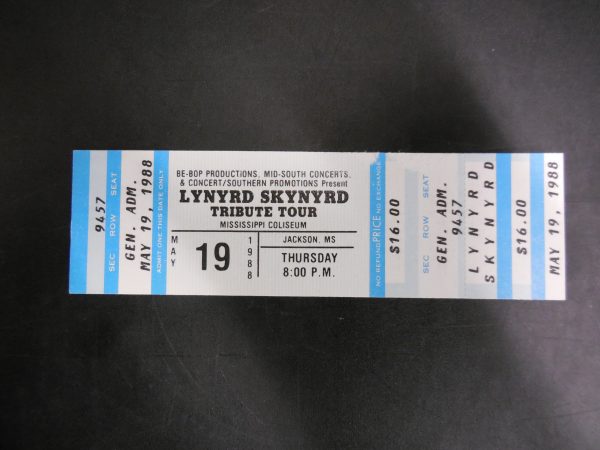 9457
SEC ROW SEAT
GEN. ADM.
MAY 19, 1988
ADMIT ONE THIS DATE ONLY
BE-BOP PRODUCTIONS, MID-SOUTH CONCERTS,
& CONCERT/SOUTHERN PROMOTIONS Present
LYNYRD SKYNYRD
TRIBUTE TOUR
MISSISSIPPI COLISEUM
MAY
19
1988
JACKSON, MS
THURSDAY
8:00 P.M.
NO REFUND PRICE NO EXCHANGE
$16.00
SEC ROW SEAT
GEN. ADM.
9457
LYNYRD
SKYNYRD
$16.00
MAY 19, 1988